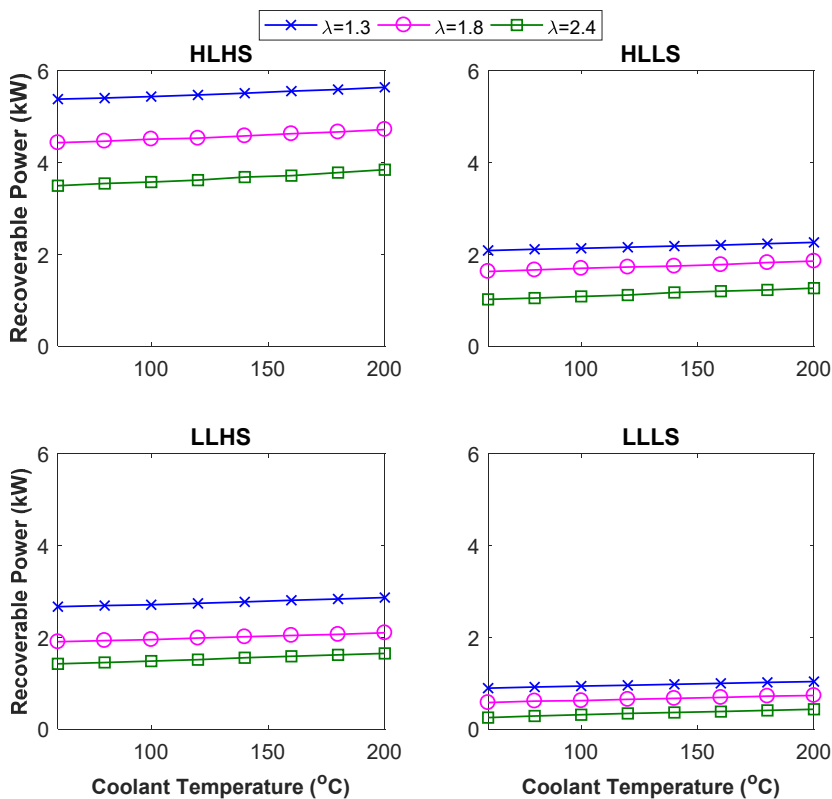 λ=1.3 λ=1.8 λ=2.4
HLHS
Recoverable Power (kW)
6
4
2
0
100 150 200
HLLS
6
4
2
0
100 150 200
LLHS
Recoverable Power (kW)
6
4
2
0
100 150 200
Coolant Temperature (°C)
LLLS
6
4
2
0
100 150 200
Coolant Temperature (°C)